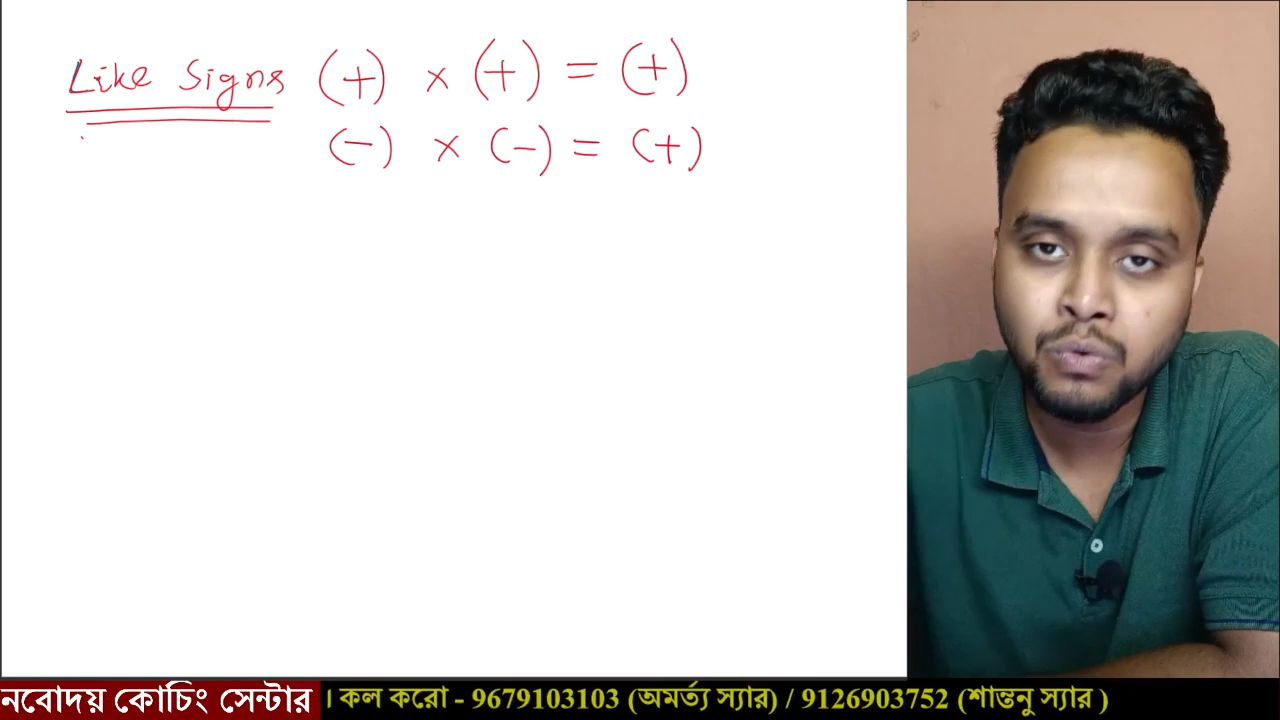 Like Signs (+) × (+) = (+)
(-) × (-) = (+)
নবোদয় কোচিং সেন্টার । কল করো - 9679103103 (অমর্ত্য স্যার) / 9126903752 (শান্তনু স্যার )